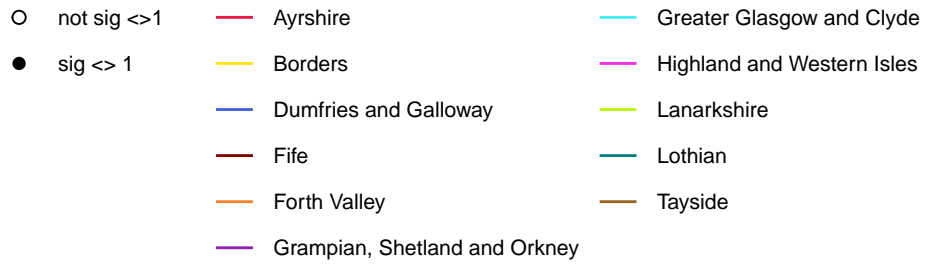 not sig <>1
sig <> 1
Ayrshire
Borders
Dumfries and Galloway
Fife
Forth Valley
Grampian, Shetland and Orkney
Greater Glasgow and Clyde
Highland and Western Isles
Lanarkshire
Lothian
Tayside